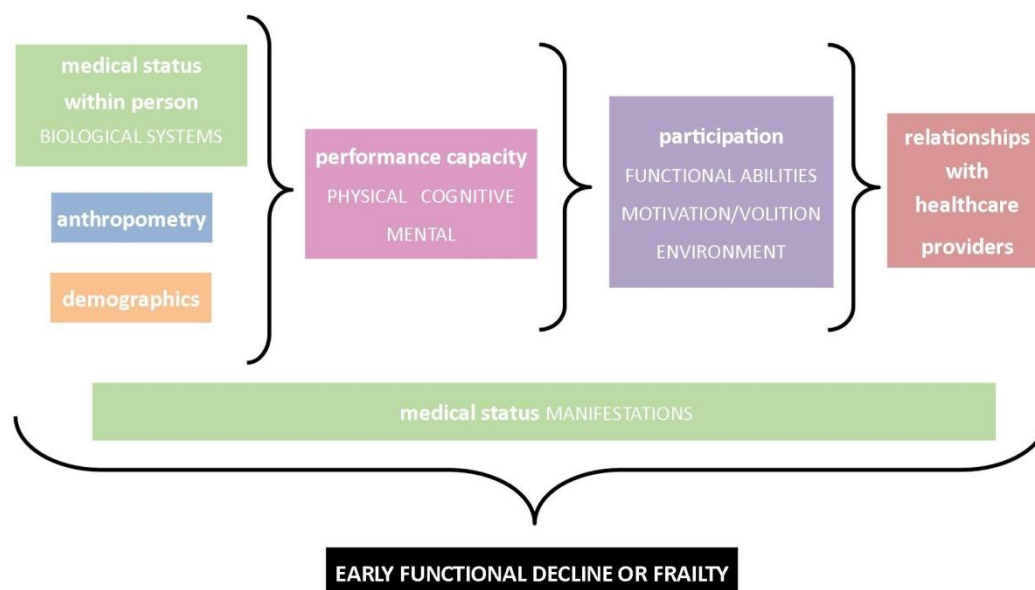 medical status
within person
BIOLOGICAL SYSTEMS
anthropometry
demographics
performance capacity
PHYSICAL COGNITIVE
MENTAL
participation
FUNCTIONAL ABILITIES
MOTIVATION/VOLITION
ENVIRONMENT
relationships
with
healthcare
providers
medical status MANIFESTATIONS
EARLY FUNCTIONAL DECLINE OR FRAILTY